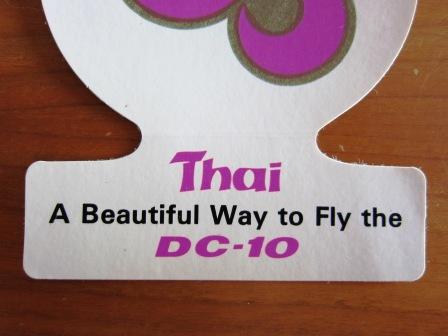 Thai
A Beautiful Way to Fly the
DC-10